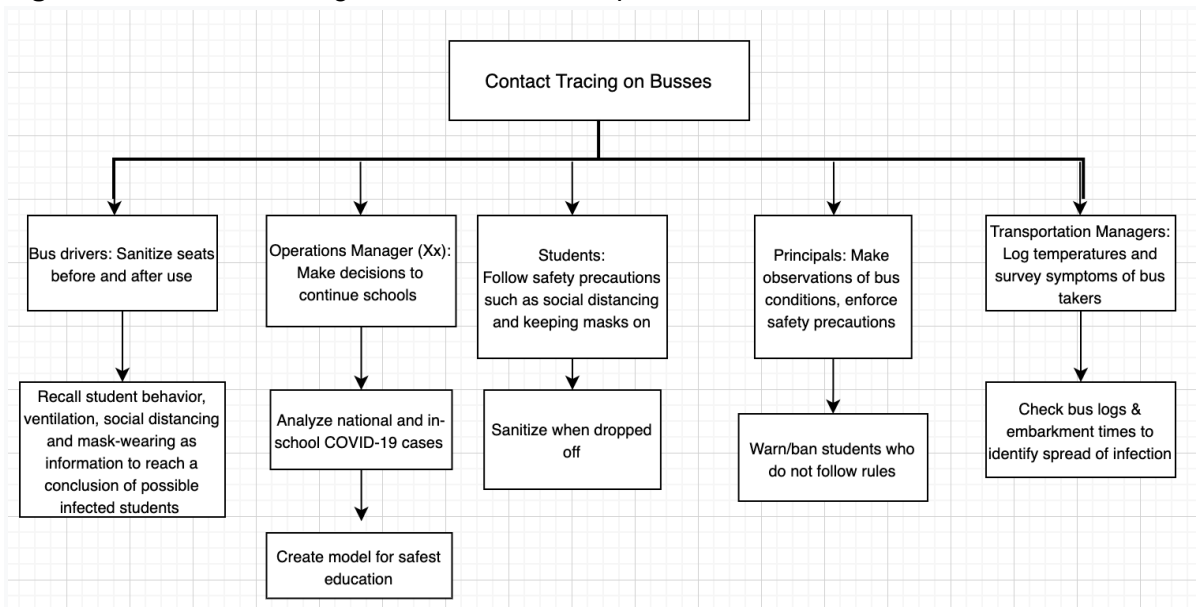 Contact Tracing on Busses
Bus drivers: Sanitize seats
before and after use
Operations Manager (Xx):
Make decisions to
continue schools
Students:
Follow safety precautions
such as social distancing
and keeping masks on
Principals: Make
observations of bus
conditions, enforce
safety precautions
Transportation Managers:
Log temperatures and
survey symptoms of bus
takers
Recall student behavior,
ventilation, social distancing
and mask-wearing as
information to reach a
conclusion of possible
infected students
Analyze national and in-
school COVID-19 cases
Sanitize when dropped
off
Warn/ban students who
do not follow rules
Check bus logs &
embarkment times to
identify spread of infection
Create model for safest
education